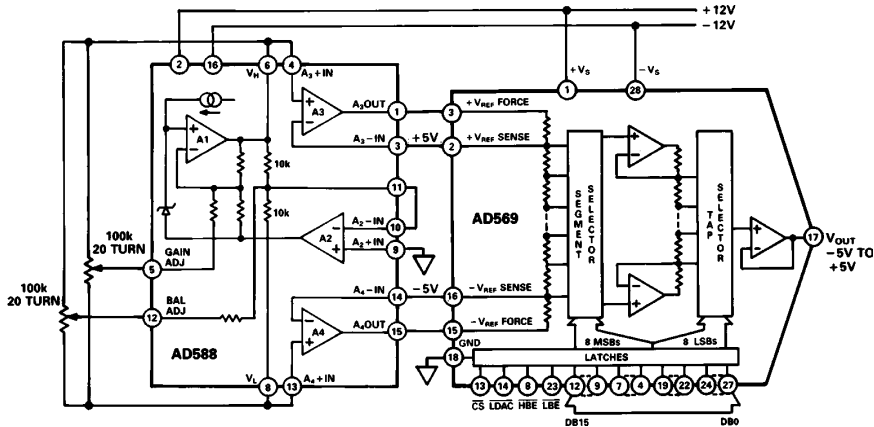 +12V
−12V
2
16
6
4
VH
A3+IN
1
28
+VS
−VS
A1
A3
A3OUT
1
3
+VREF FORCE
A3−IN
3
+5V
2
+VREF SENSE
10k
10k
11
A2−IN
10
A2+IN
9
A2
AD569
SEGMENT
SELECTOR
SELECTOR
TAP
17
VOUT
−5V TO
+5V
100k
20 TURN
GAIN
ADJ
5
100k
20 TURN
BAL
ADJ
12
A4−IN
14
−5V
16
−VREF SENSE
A4
A4OUT
15
15
−VREF FORCE
AD588
GND
18
8 MSBs
8 LSBs
LATCHES
VL
8
13
A4+IN
13
14
8
23
12
9
7
4
19
22
24
27
CS
LDAC
HBE
LBE
DB15
DB0